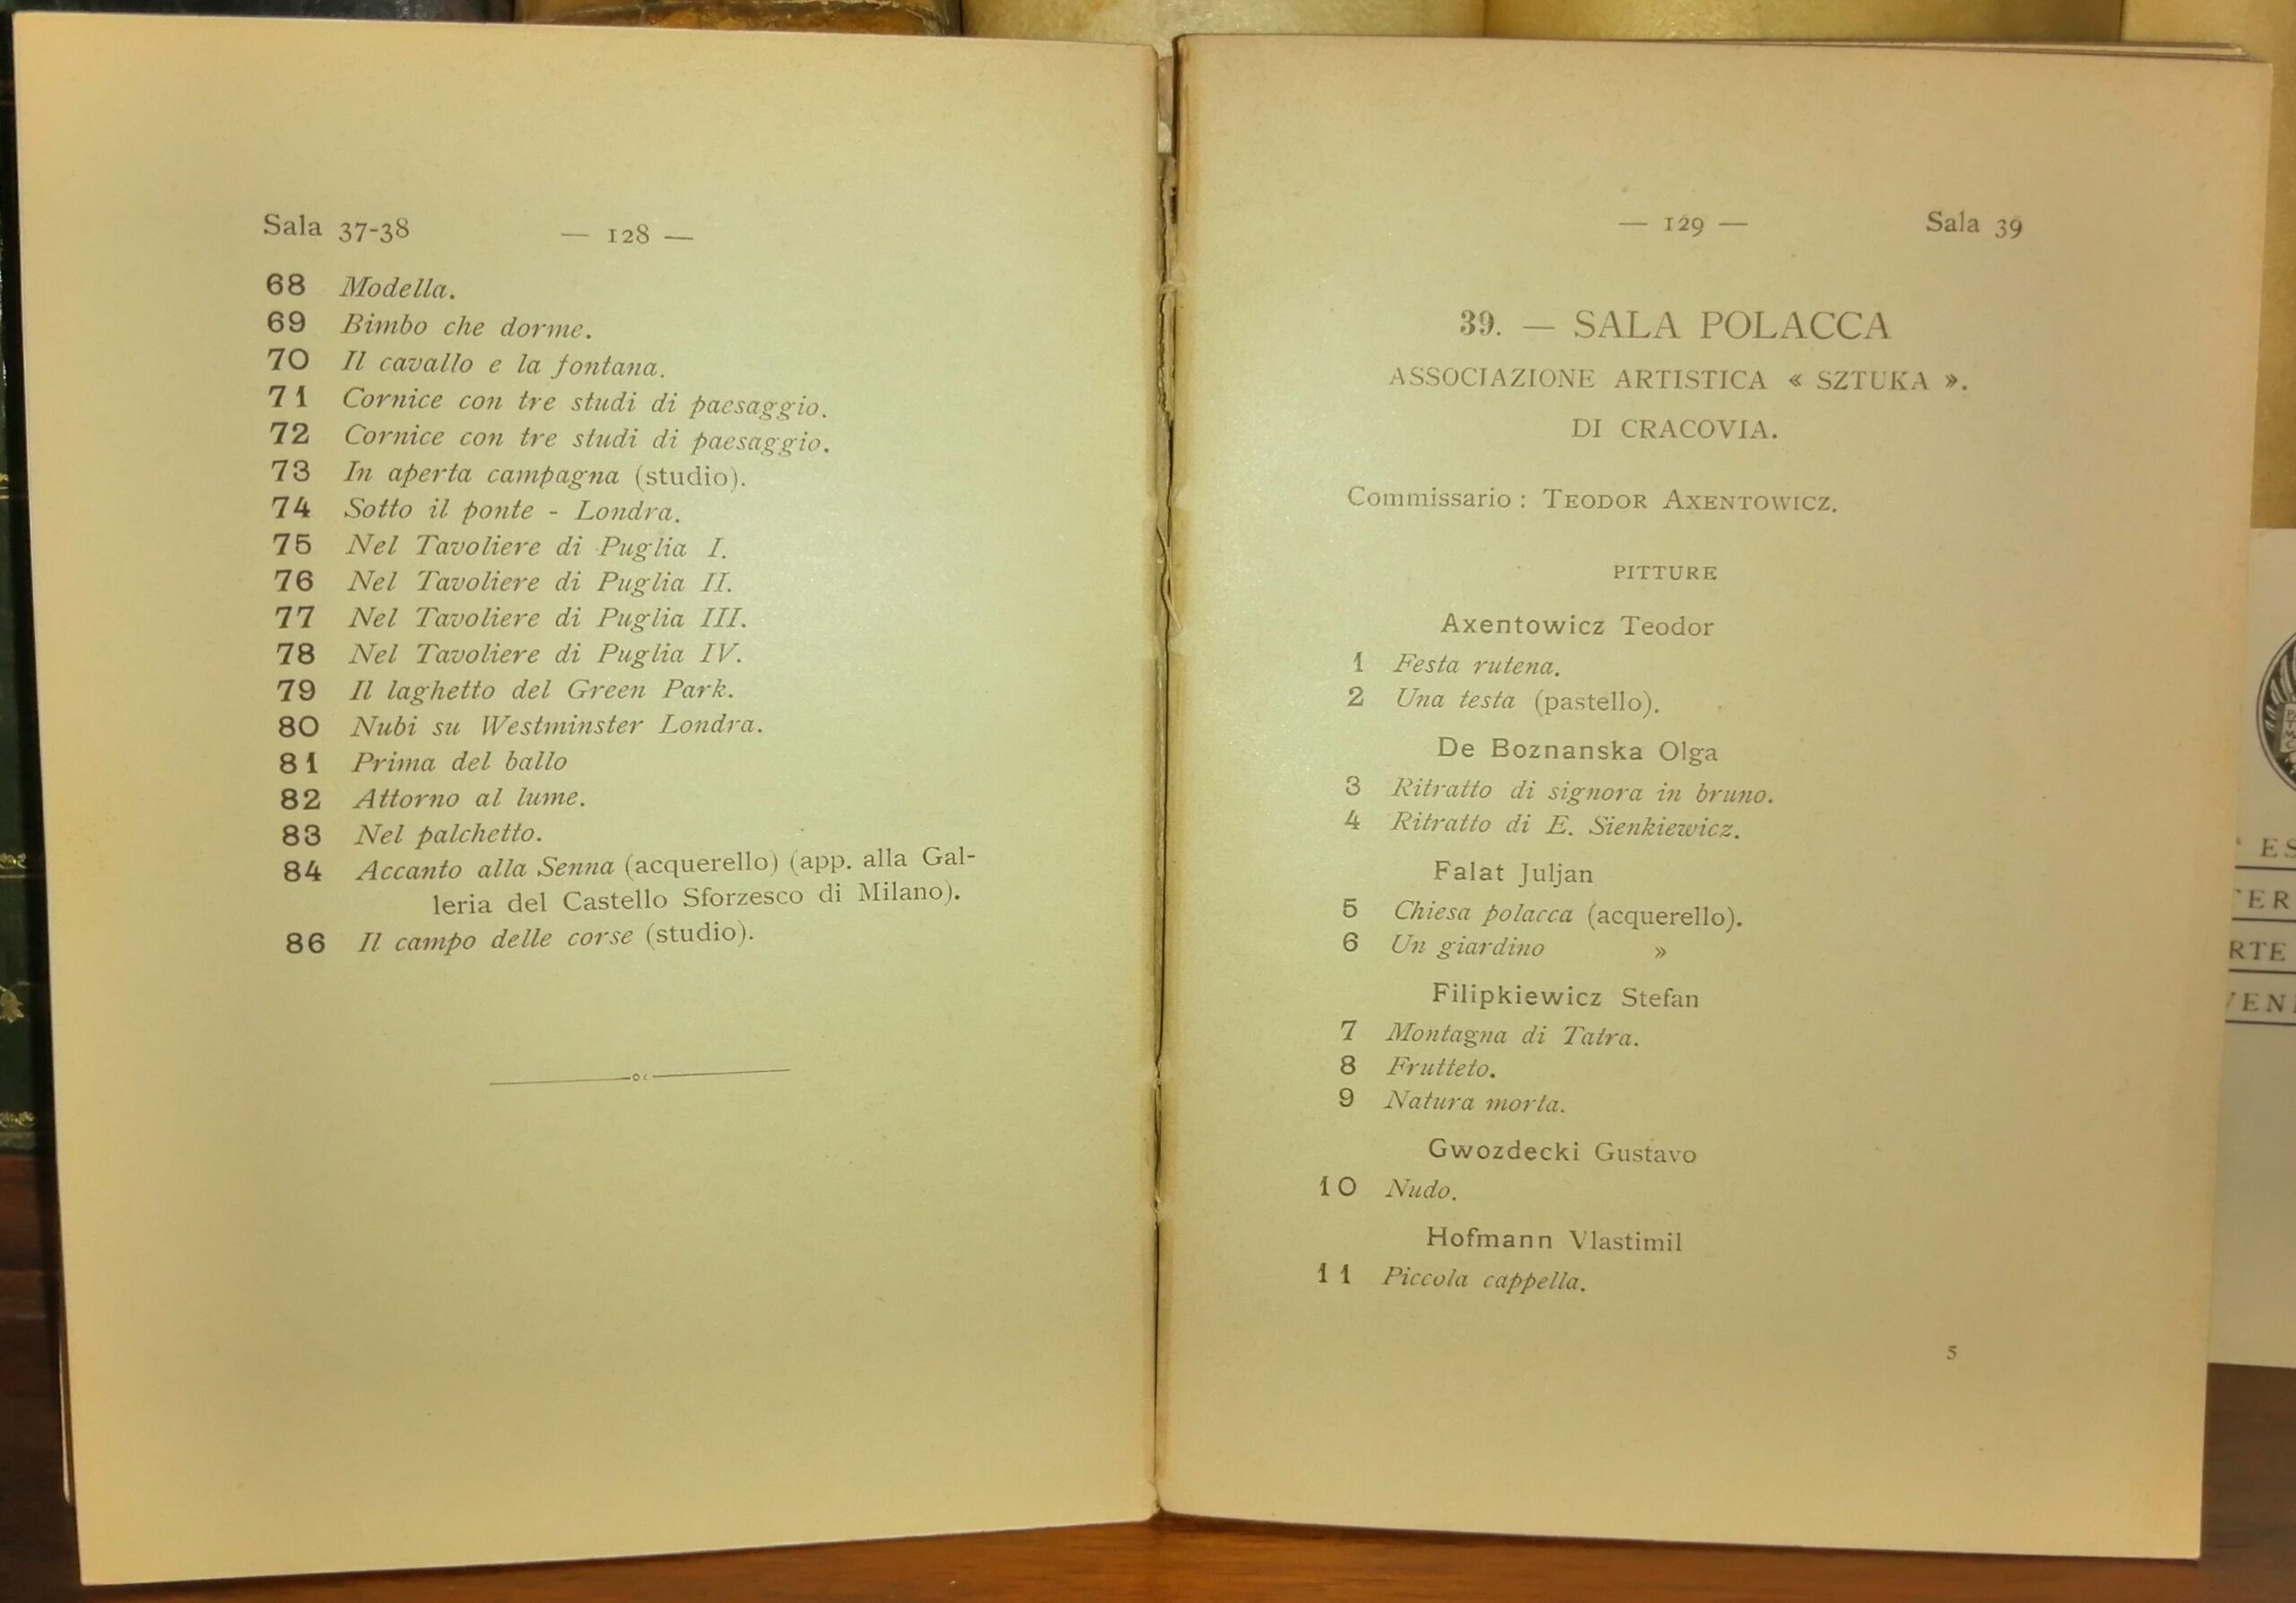 Sala 37-38 — 128 —
68 Modella.
69 Bimbo che dorme.
70 Il cavallo e la fontana.
71 Cornice con tre studi di paesaggio.
72 Cornice con tre studi di paesaggio.
73 In aperta campagna (studio).
74 Sotto il ponte - Londra.
75 Nel Tavoliere di Puglia I.
76 Nel Tavoliere di Puglia II.
77 Nel Tavoliere di Puglia III.
78 Nel Tavoliere di Puglia IV.
79 Il laghetto del Green Park.
80 Nubi su Westminster Londra.
81 Prima del ballo
82 Attorno al lume.
83 Nel palchetto.
84 Accanto alla Senna (acquerello) (app. alla Gal-
leria del Castello Sforzesco di Milano).
86 Il campo delle corse (studio).
— 129 — Sala 39
39. — SALA POLACCA
ASSOCIAZIONE ARTISTICA « SZTUKA ».
DI CRACOVIA.
Commissario : TEODOR AXENTOWICZ.
PITTURE
Axentowicz Teodor
1 Festa rutena.
2 Una testa (pastello).
De Boznanska Olga
3 Ritratto di signora in bruno.
4 Ritratto di E. Sienkiewicz.
Falat Juljan
5 Chiesa polacca (acquerello).
6 Un giardino »
Filipkiewicz Stefan
7 Montagna di Tatra.
8 Frutteto.
9 Natura morta.
Gwozdecki Gustavo
10 Nudo.
Hofmann Vlastimil
11 Piccola cappella.
5
ES
TER
RTE
VEN